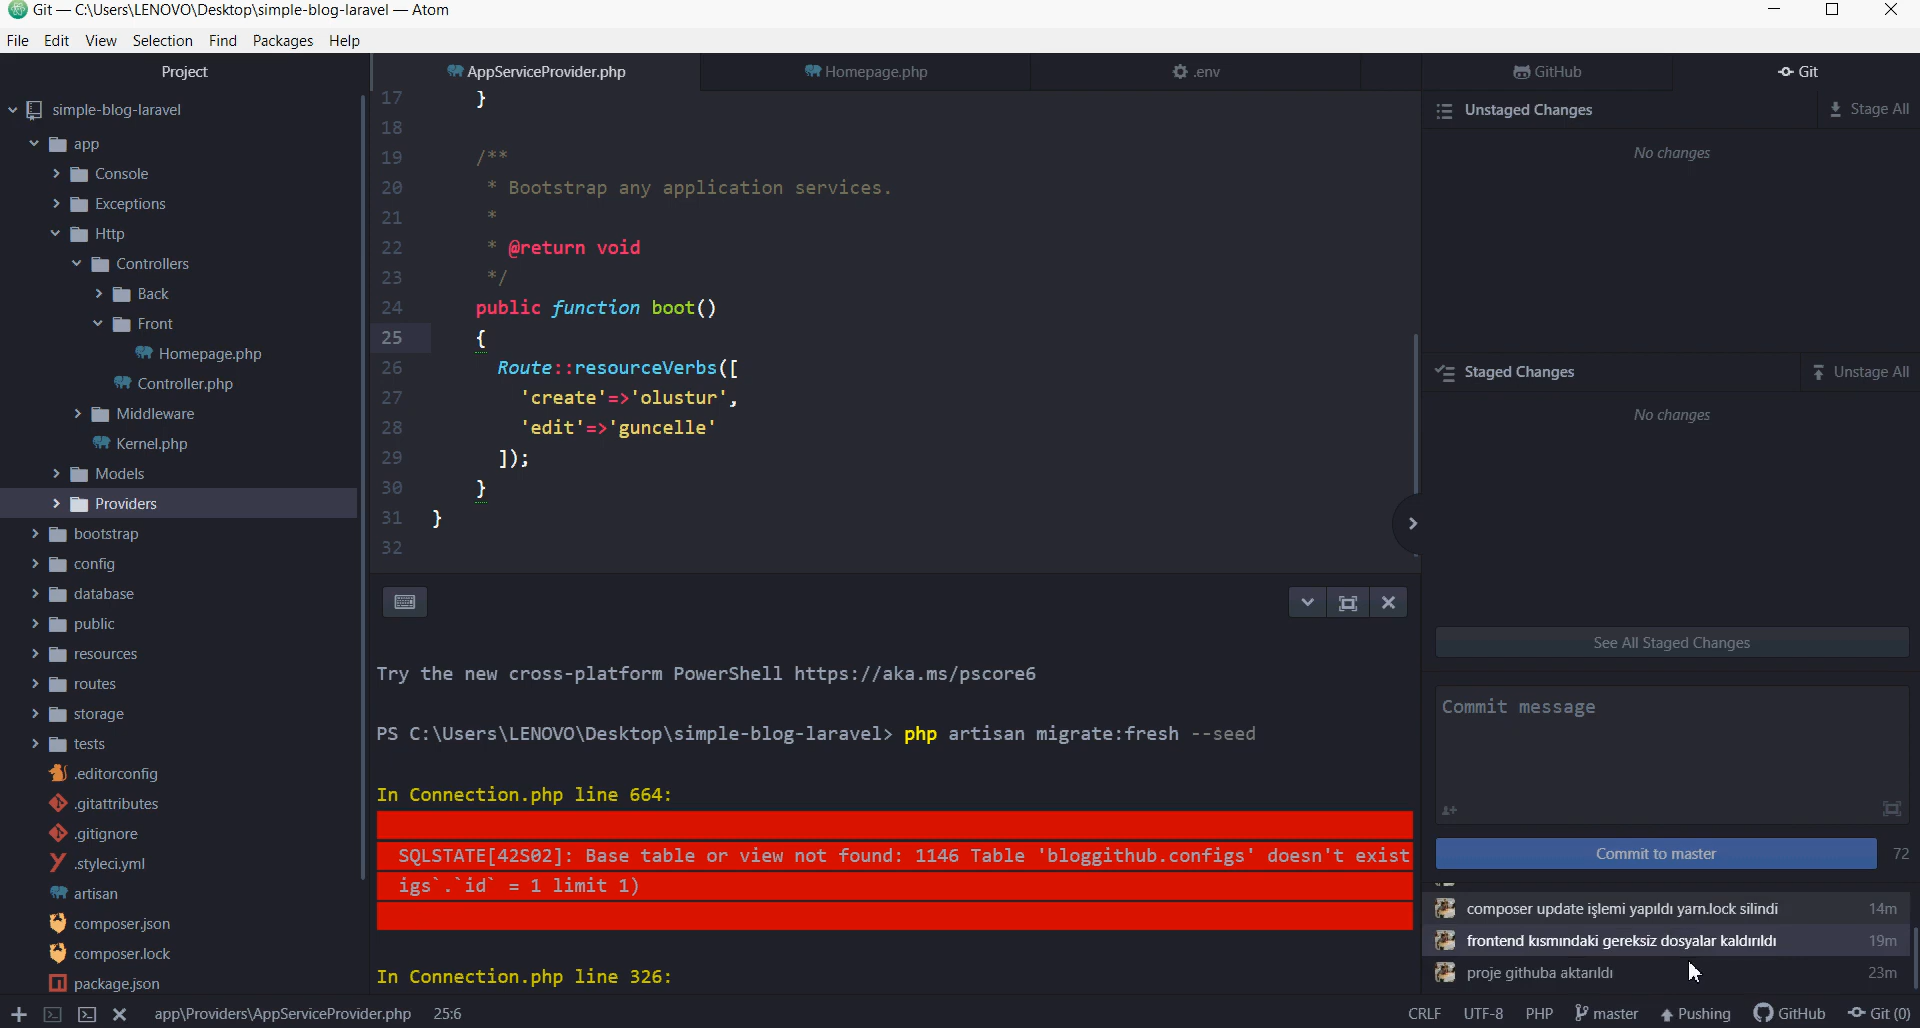 Git — C:\Users\LENOVO\Desktop\simple-blog-laravel — Atom
File Edit View Selection Find Packages Help
Project
simple-blog-laravel
app
Console
Exceptions
Http
Controllers
Back
Front
Homepage.php
Controller.php
Middleware
Kernel.php
Models
Providers
bootstrap
config
database
public
resources
routes
storage
tests
.editorconfig
.gitattributes
.gitignore
.styleci.yml
artisan
composer.json
composer.lock
package.json
AppServiceProvider.php Homepage.php .env
17 }
18
19 /**
20 * Bootstrap any application services.
21 *
22 * @return void
23 */
24 public function boot()
25 {
26 Route::resourceVerbs([
27 'create'=>'olustur',
28 'edit'=>'guncelle'
29 ]);
30 }
31 }
32
Try the new cross-platform PowerShell https://aka.ms/pscore6
PS C:\Users\LENOVO\Desktop\simple-blog-laravel> php artisan migrate:fresh --seed
In Connection.php line 664:
SQLSTATE[42S02]: Base table or view not found: 1146 Table 'bloggithub.configs' doesn't exist
igs`.`id` = 1 limit 1)
In Connection.php line 326:
GitHub Git
Unstaged Changes Stage All
No changes
Staged Changes Unstage All
No changes
See All Staged Changes
Commit message
Commit to master 72
composer update işlemi yapıldı yarn.lock silindi 14m
frontend kısmındaki gereksiz dosyalar kaldırıldı 19m
proje githuba aktarıldı 23m
app\Providers\AppServiceProvider.php 25:6 CRLF UTF-8 PHP master Pushing GitHub Git (0)